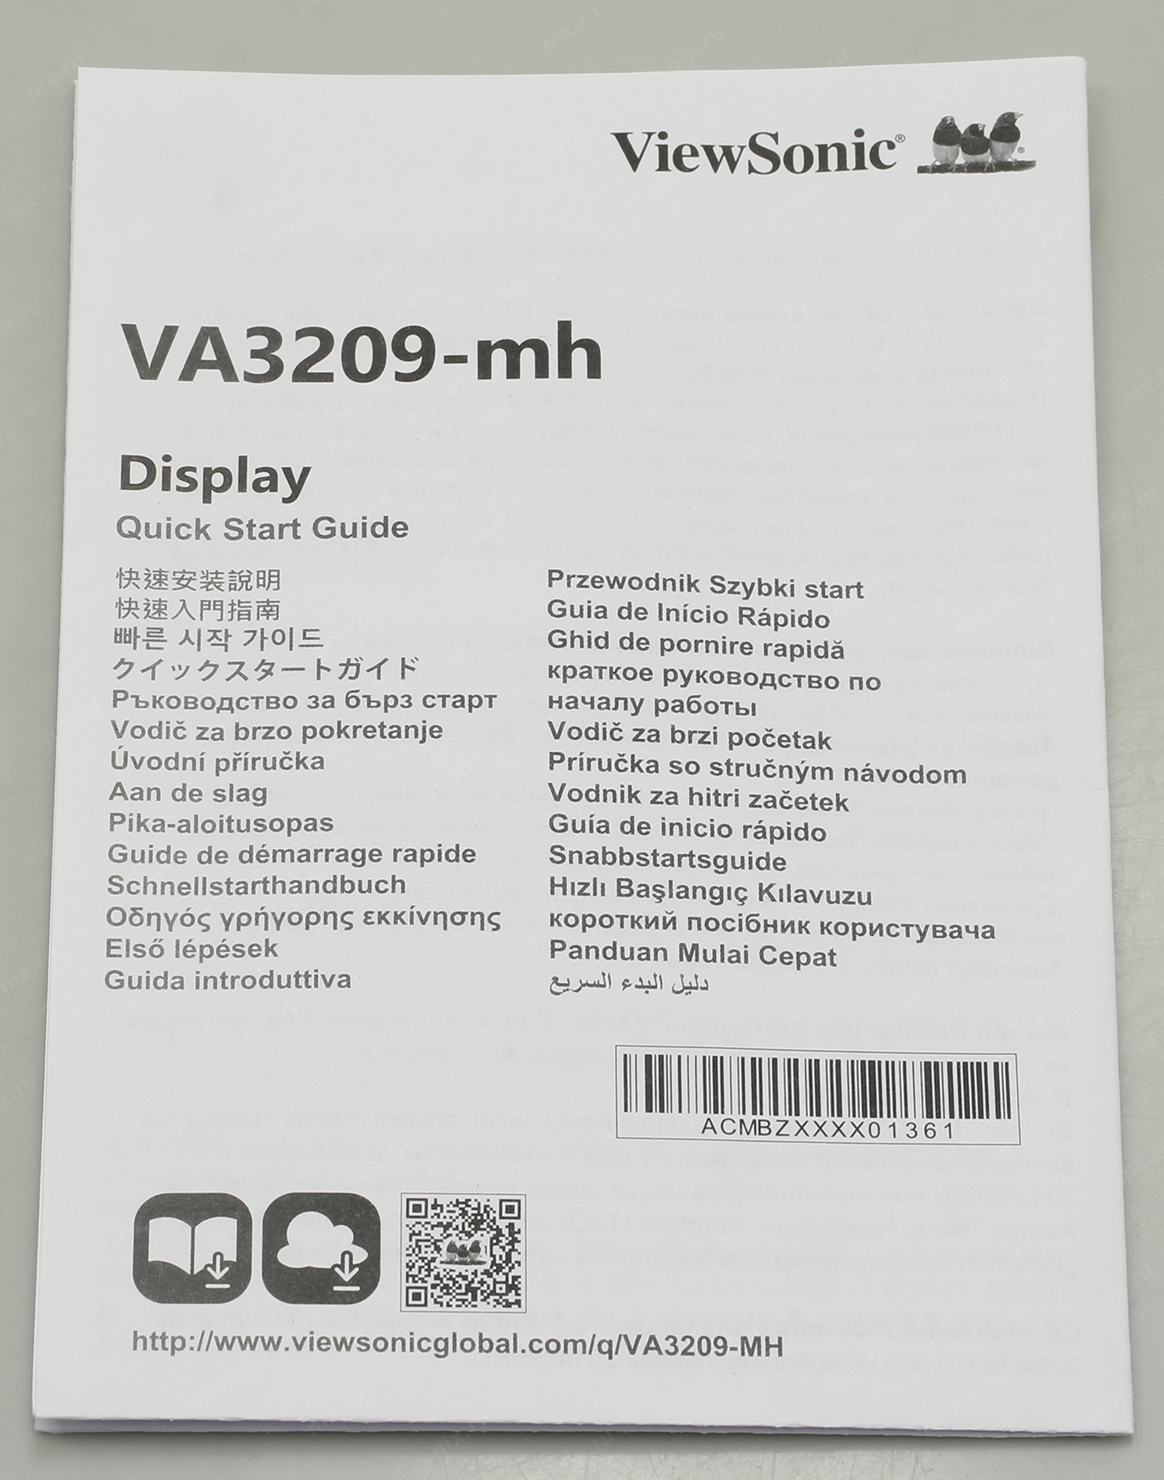 ViewSonic®
VA3209-mh
Display
Quick Start Guide
快速安裝說明
快速入門指南
빠른 시작 가이드
クイックスタートガイド
Ръководство за бърз старт
Vodič za brzo pokretanje
Úvodní příručka
Aan de slag
Pika-aloitusopas
Guide de démarrage rapide
Schnellstarthandbuch
Οδηγός γρήγορης εκκίνησης
Első lépések
Guida introduttiva
Przewodnik Szybki start
Guia de Início Rápido
Ghid de pornire rapidă
краткое руководство по
началу работы
Vodič za brzi početak
Príručka so stručným návodom
Vodnik za hitri začetek
Guía de inicio rápido
Snabbstartsguide
Hızlı Başlangıç Kılavuzu
короткий посібник користувача
Panduan Mulai Cepat
دليل البدء السريع
ACMBZXXXX01361
http://www.viewsonicglobal.com/q/VA3209-MH